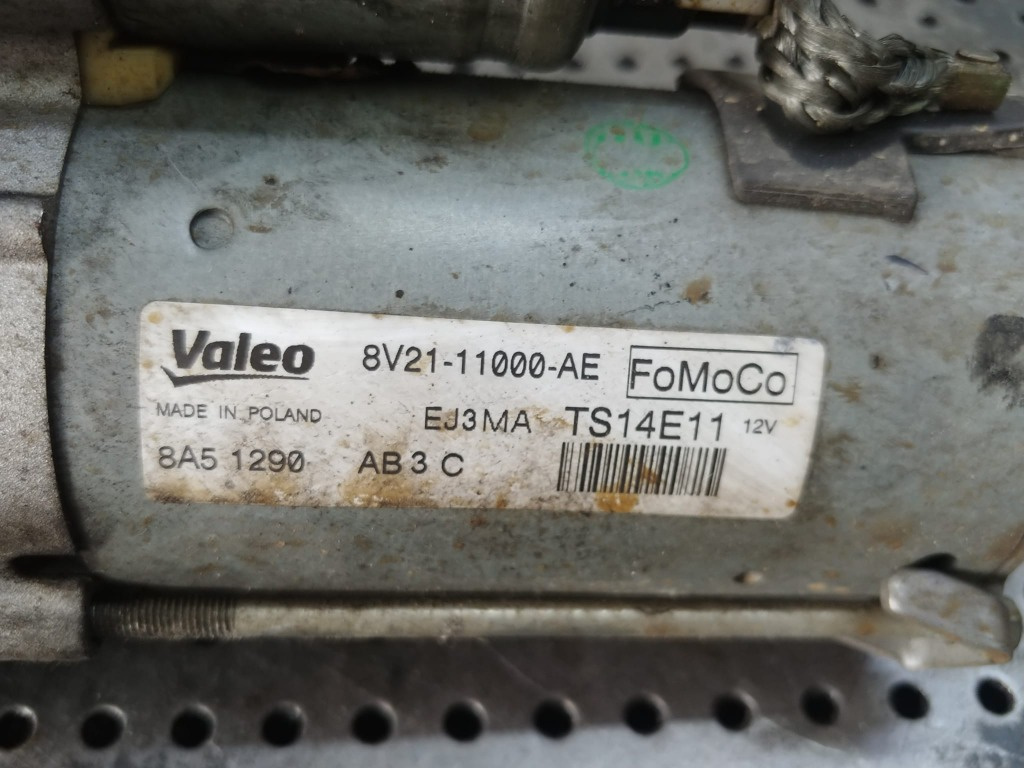 Valeo 8V21-11000-AE FoMoCo
MADE IN POLAND EJ3MA TS14E11 12V
8A5 1290 AB 3 C